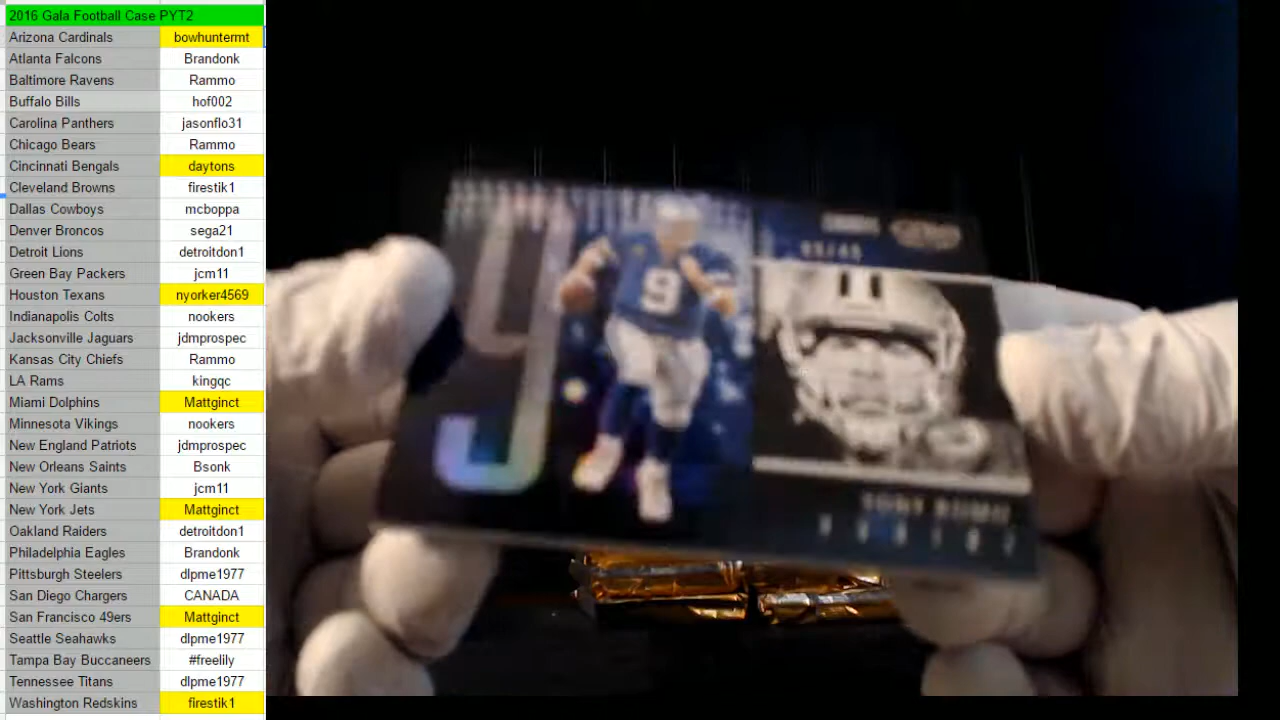 2016 Gala Football Case PYT2
Arizona Cardinals bowhuntermt
Atlanta Falcons Brandonk
Baltimore Ravens Rammo
Buffalo Bills hof002
Carolina Panthers jasonflo31
Chicago Bears Rammo
Cincinnati Bengals daytons
Cleveland Browns firestik1
Dallas Cowboys mcboppa
Denver Broncos sega21
Detroit Lions detroitdon1
Green Bay Packers jcm11
Houston Texans nyorker4569
Indianapolis Colts nookers
Jacksonville Jaguars jdmprospec
Kansas City Chiefs Rammo
LA Rams kingqc
Miami Dolphins Mattginct
Minnesota Vikings nookers
New England Patriots jdmprospec
New Orleans Saints Bsonk
New York Giants jcm11
New York Jets Mattginct
Oakland Raiders detroitdon1
Philadelphia Eagles Brandonk
Pittsburgh Steelers dlpme1977
San Diego Chargers CANADA
San Francisco 49ers Mattginct
Seattle Seahawks dlpme1977
Tampa Bay Buccaneers #freelily
Tennessee Titans dlpme1977
Washington Redskins firestik1
9
9
TONY ROMO